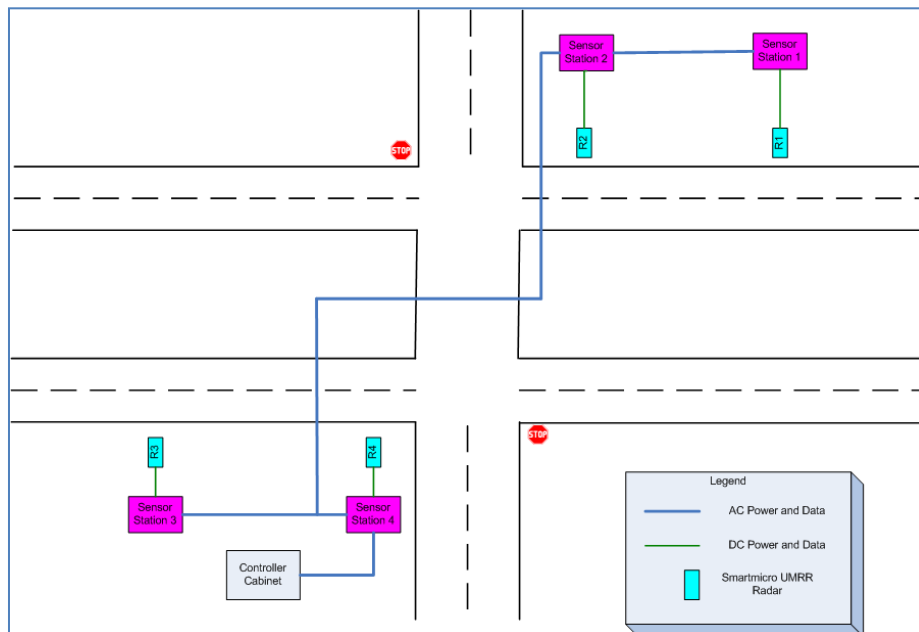 Sensor
Station 2
Sensor
Station 1
R2
R1
STOP
R3
R4
STOP
Sensor
Station 3
Sensor
Station 4
Controller
Cabinet
Legend
AC Power and Data
DC Power and Data
Smartmicro UMRR
Radar